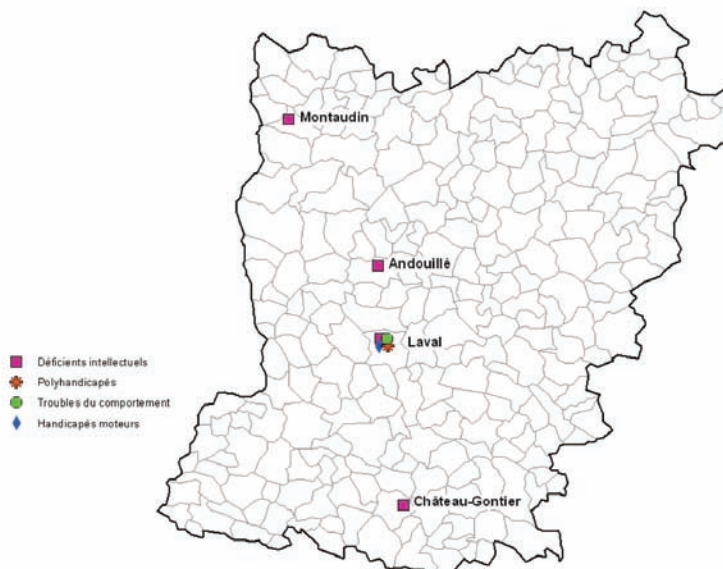 Montaudin
Andouillé
Laval
Déficients intellectuels
Polyhandicapés
Troubles du comportement
Handicapés moteurs
Château-Gontier